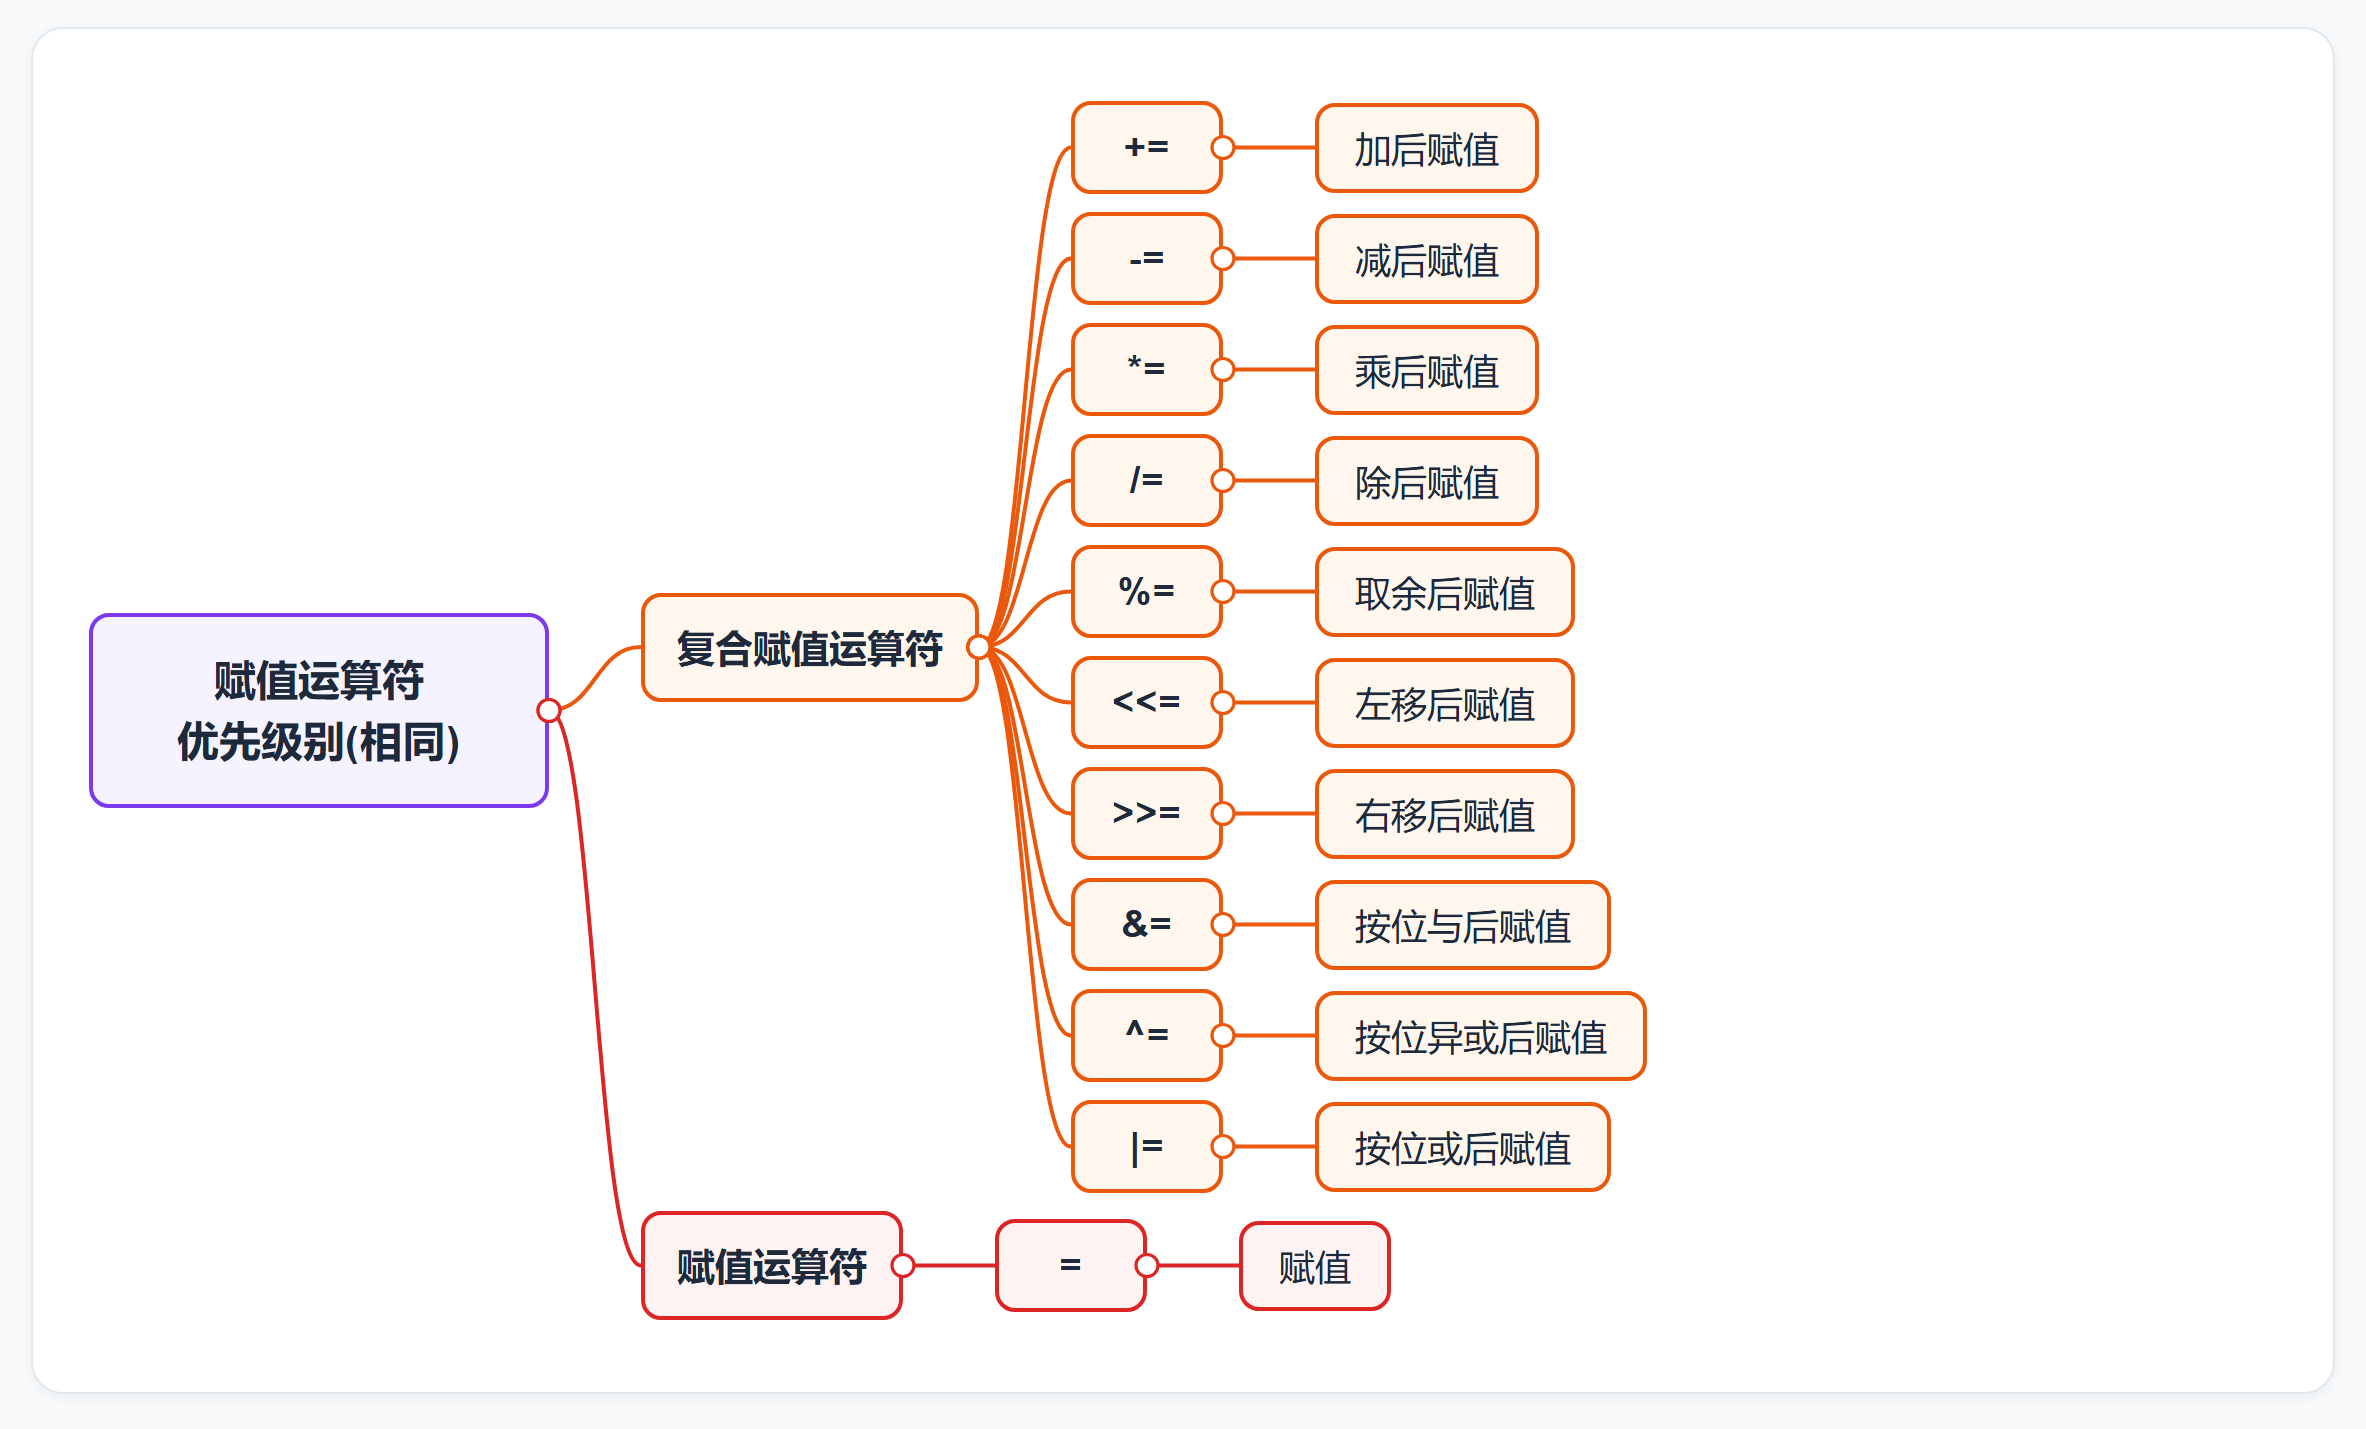 赋值运算符
优先级别(相同)
复合赋值运算符
+=
加后赋值
-=
减后赋值
*=
乘后赋值
/=
除后赋值
%=
取余后赋值
<<=
左移后赋值
>>=
右移后赋值
&=
按位与后赋值
^=
按位异或后赋值
|=
按位或后赋值
赋值运算符
=
赋值